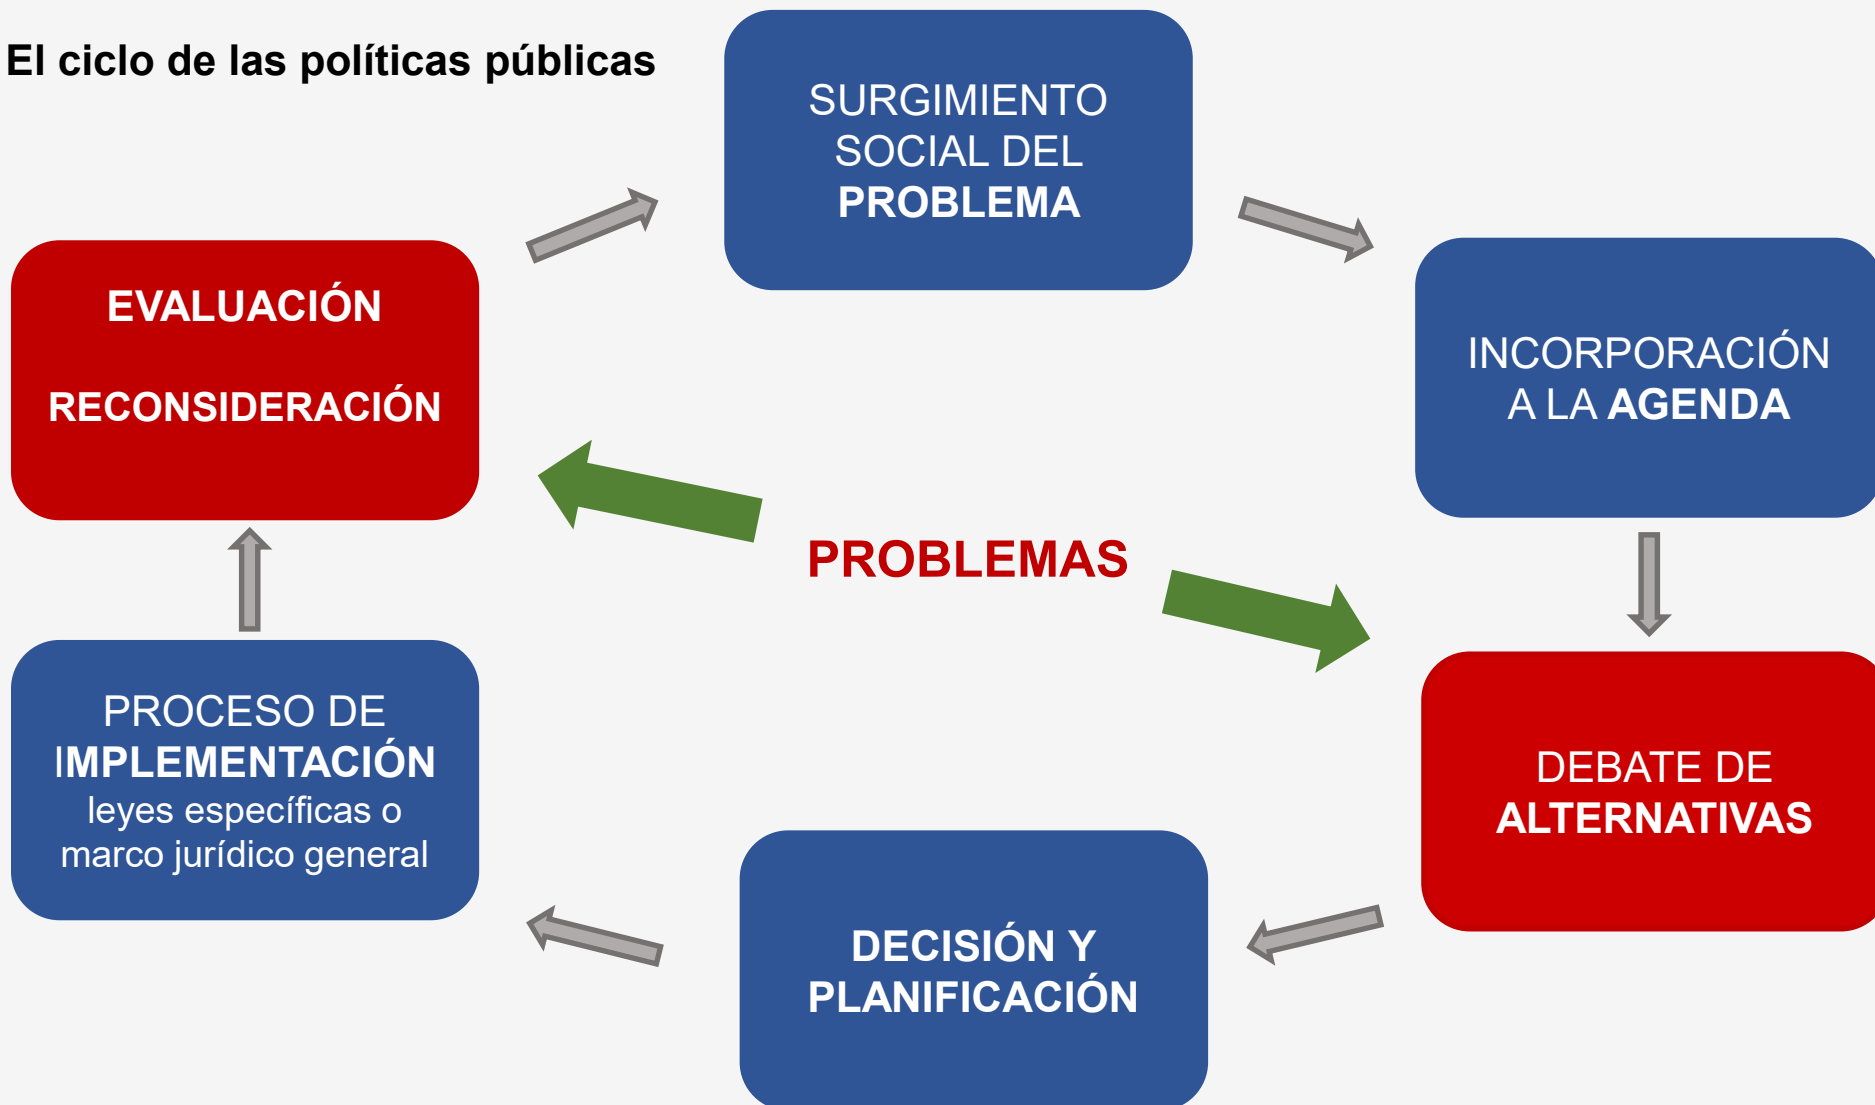 El ciclo de las políticas públicas
SURGIMIENTO
SOCIAL DEL
PROBLEMA
INCORPORACIÓN
A LA AGENDA
DEBATE DE
ALTERNATIVAS
DECISIÓN Y
PLANIFICACIÓN
PROCESO DE
IMPLEMENTACIÓN
leyes específicas o
marco jurídico general
EVALUACIÓN
RECONSIDERACIÓN
PROBLEMAS